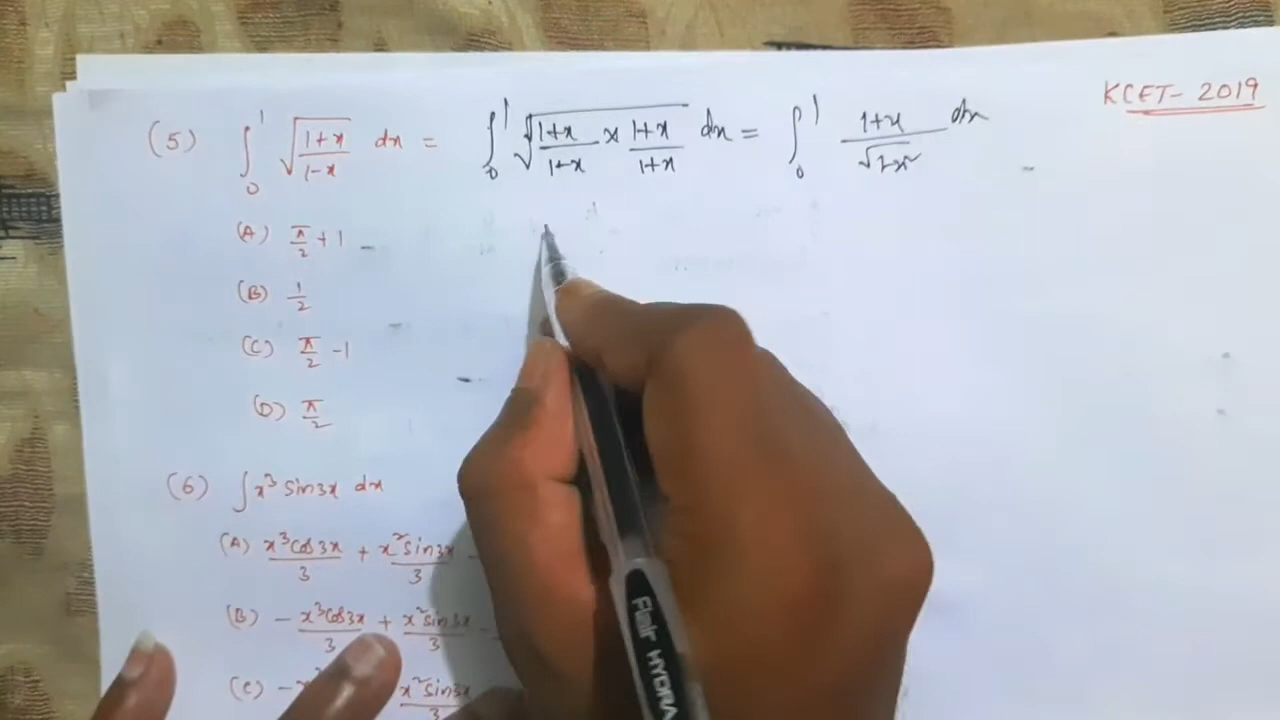 KCET- 2019
(5) ∫₀¹ √((1+x)/(1-x)) dx = ∫₀¹ √((1+x)/(1-x) × (1+x)/(1+x)) dx = ∫₀¹ (1+x)/√(1-x²) dx
(A) π/2 + 1
(B) 1/2
(C) π/2 - 1
(D) π/2
(6) ∫x³ sin3x dx
(A) x³cos3x/3 + x²sin3x/3 -
(B) - x³cos3x/3 + x²sin3x/3 -
(C) - x²sin3x/3
Flair HYDRA